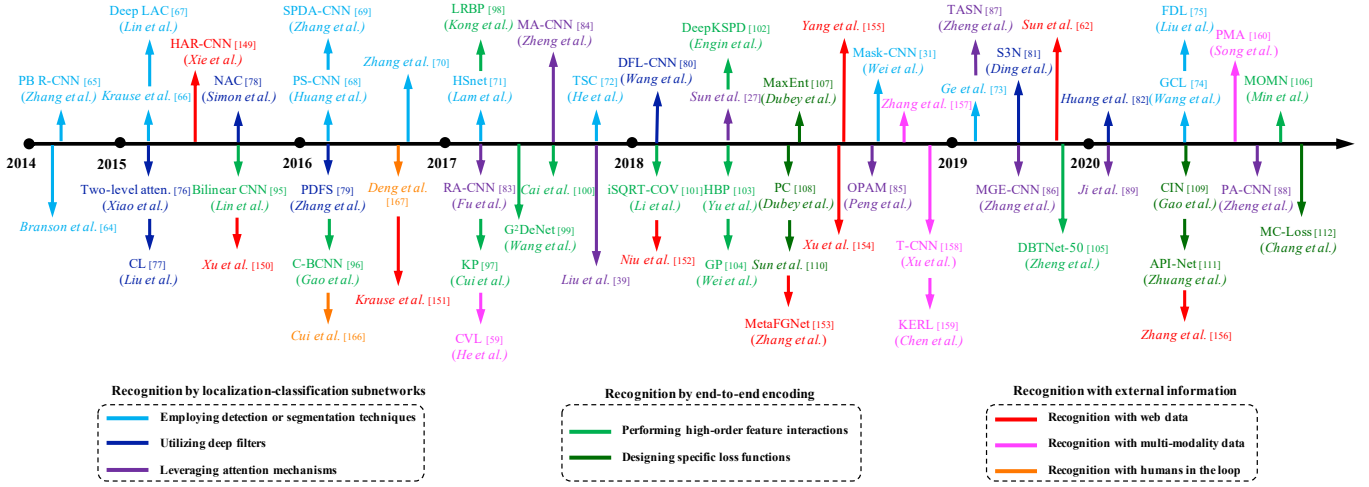 Deep LAC [67]
(Lin et al.)
SPDA-CNN [69]
(Zhang et al.)
LRBP [98]
(Kong et al.)
MA-CNN [84]
(Zheng et al.)
DeepKSPD [102]
(Engin et al.)
Yang et al. [155]
TASN [87]
(Zheng et al.)
Sun et al. [62]
FDL [75]
(Liu et al.)
PMA [160]
(Song et al.)
HAR-CNN [149]
(Xie et al.)
Zhang et al. [70]
DFL-CNN [80]
(Wang et al.)
Mask-CNN [31]
(Wei et al.)
S3N [81]
(Ding et al.)
PB R-CNN [65]
(Zhang et al.)
Krause et al. [66]
NAC [78]
(Simon et al.)
PS-CNN [68]
(Huang et al.)
HSnet [71]
(Lam et al.)
TSC [72]
(He et al.)
Sun et al. [27]
MaxEnt [107]
(Dubey et al.)
Zhang et al. [157]
Ge et al. [73]
Huang et al. [82]
GCL [74]
(Wang et al.)
MOMN [106]
(Min et al.)
2014
2015
2016
2017
2018
2019
2020
Branson et al. [64]
Two-level atten. [76]
(Xiao et al.)
Bilinear CNN [95]
(Lin et al.)
PDFS [79]
(Zhang et al.)
Deng et al.
[167]
RA-CNN [83]
(Fu et al.)
Cai et al. [100]
iSQRT-COV [101]
(Li et al.)
HBP [103]
(Yu et al.)
PC [108]
(Dubey et al.)
OPAM [85]
(Peng et al.)
MGE-CNN [86]
(Zhang et al.)
Ji et al. [89]
CIN [109]
(Gao et al.)
PA-CNN [88]
(Zheng et al.)
G²DeNet [99]
(Wang et al.)
MC-Loss [112]
(Chang et al.)
CL [77]
(Liu et al.)
Xu et al. [150]
C-BCNN [96]
(Gao et al.)
Krause et al. [151]
KP [97]
(Cui et al.)
Liu et al. [39]
Niu et al. [152]
GP [104]
(Wei et al.)
Sun et al. [110]
Xu et al. [154]
T-CNN [158]
(Xu et al.)
DBTNet-50 [105]
(Zheng et al.)
API-Net [111]
(Zhuang et al.)
Cui et al. [166]
CVL [59]
(He et al.)
MetaFGNet [153]
(Zhang et al.)
KERL [159]
(Chen et al.)
Zhang et al. [156]
Recognition by localization-classification subnetworks
Employing detection or segmentation techniques
Utilizing deep filters
Leveraging attention mechanisms
Recognition by end-to-end encoding
Performing high-order feature interactions
Designing specific loss functions
Recognition with external information
Recognition with web data
Recognition with multi-modality data
Recognition with humans in the loop